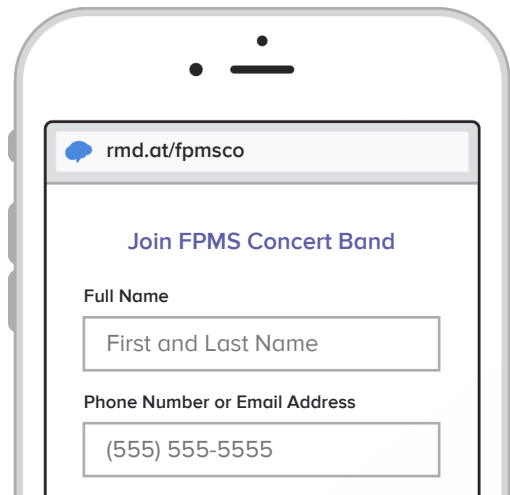 rmd.at/fpmsco
Join FPMS Concert Band
Full Name
First and Last Name
Phone Number or Email Address
(555) 555-5555